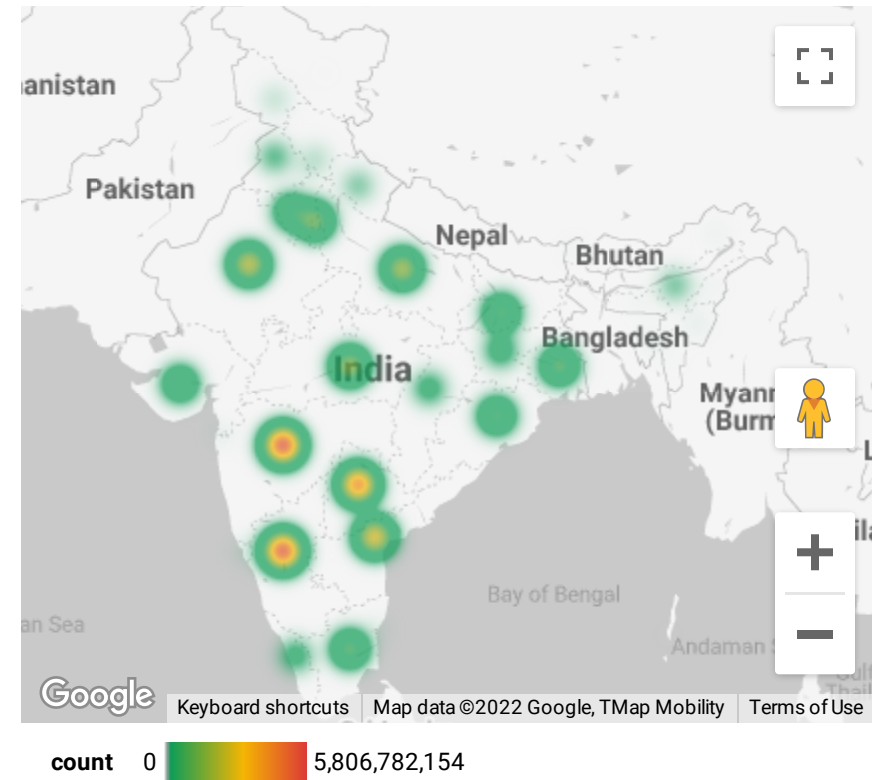 anistan
Pakistan
Nepal
Bhutan
Bangladesh
India
Myanm
(Burm
Bay of Bengal
an Sea
Andaman
Google
Keyboard shortcuts
Map data ©2022 Google, TMap Mobility
Terms of Use
count 0 5,806,782,154